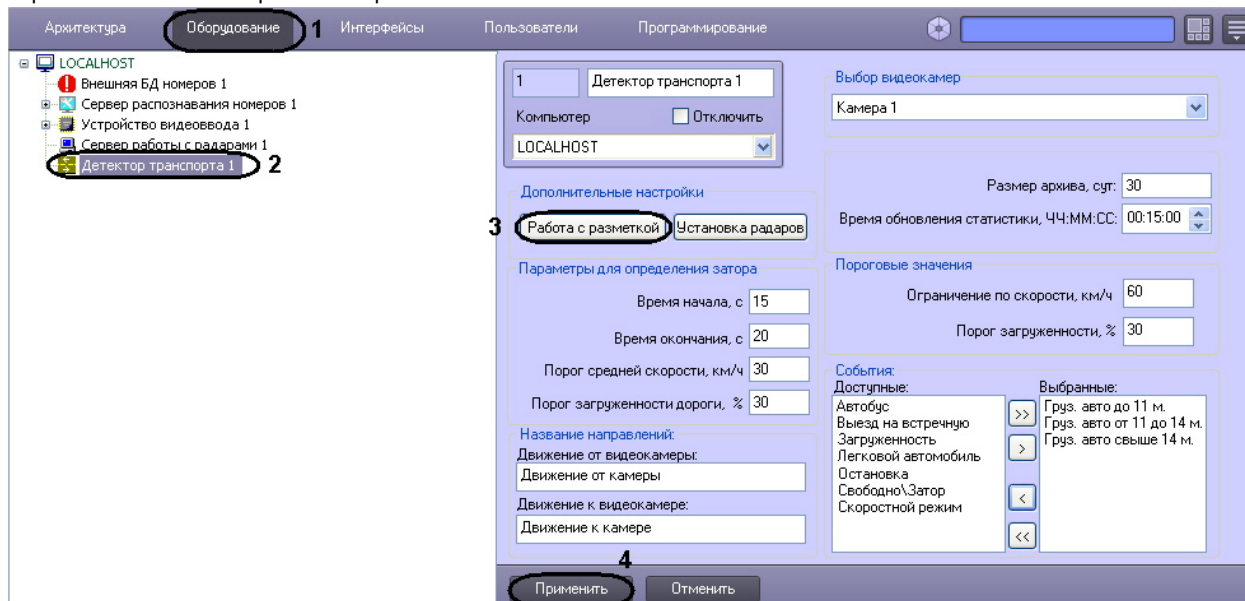 Архитектура Оборудование 1 Интерфейсы Пользователи Программирование
LOCALHOST
Внешняя БД номеров 1
Сервер распознавания номеров 1
Устройство видеоввода 1
Сервер работы с радарами 1
Детектор транспорта 1 2
1 Детектор транспорта 1
Компьютер Отключить
LOCALHOST
Дополнительные настройки
3 Работа с разметкой Установка радаров
Параметры для определения затора
Время начала, с 15
Время окончания, с 20
Порог средней скорости, км/ч 30
Порог загруженности дороги, % 30
Название направлений:
Движение от видеокамеры:
Движение от камеры
Движение к видеокамере:
Движение к камере
Выбор видеокамер
Камера 1
Размер архива, сут: 30
Время обновления статистики, ЧЧ:ММ:СС: 00:15:00
Пороговые значения
Ограничение по скорости, км/ч 60
Порог загруженности, % 30
События:
Доступные:
Автобус
Выезд на встречную
Загруженность
Легковой автомобиль
Остановка
Свободно\Затор
Скоростной режим
>>
>
<
<<
Выбранные:
Груз. авто до 11 м.
Груз. авто от 11 до 14 м.
Груз. авто свыше 14 м.
4
Применить Отменить